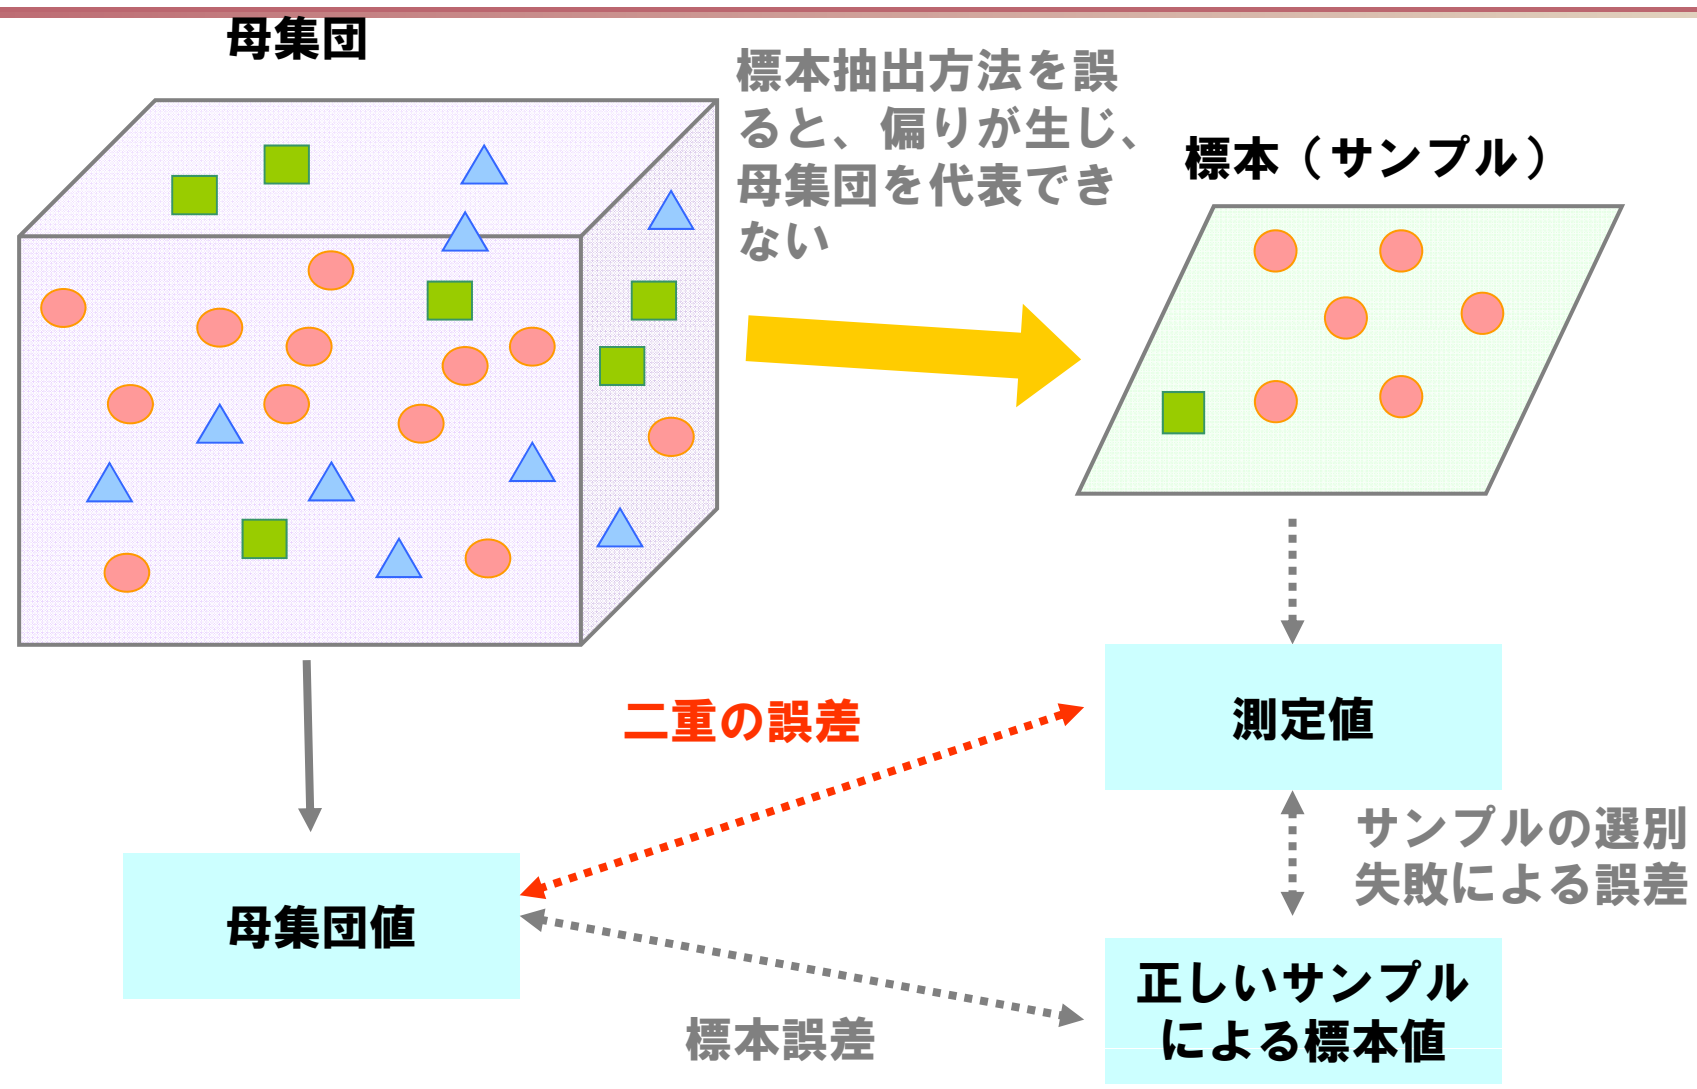 母集団
標本抽出方法を誤
ると、偏りが生じ、
母集団を代表でき
ない
標本（サンプル）
二重の誤差
測定値
サンプルの選別
失敗による誤差
母集団値
正しいサンプル
による標本値
標本誤差